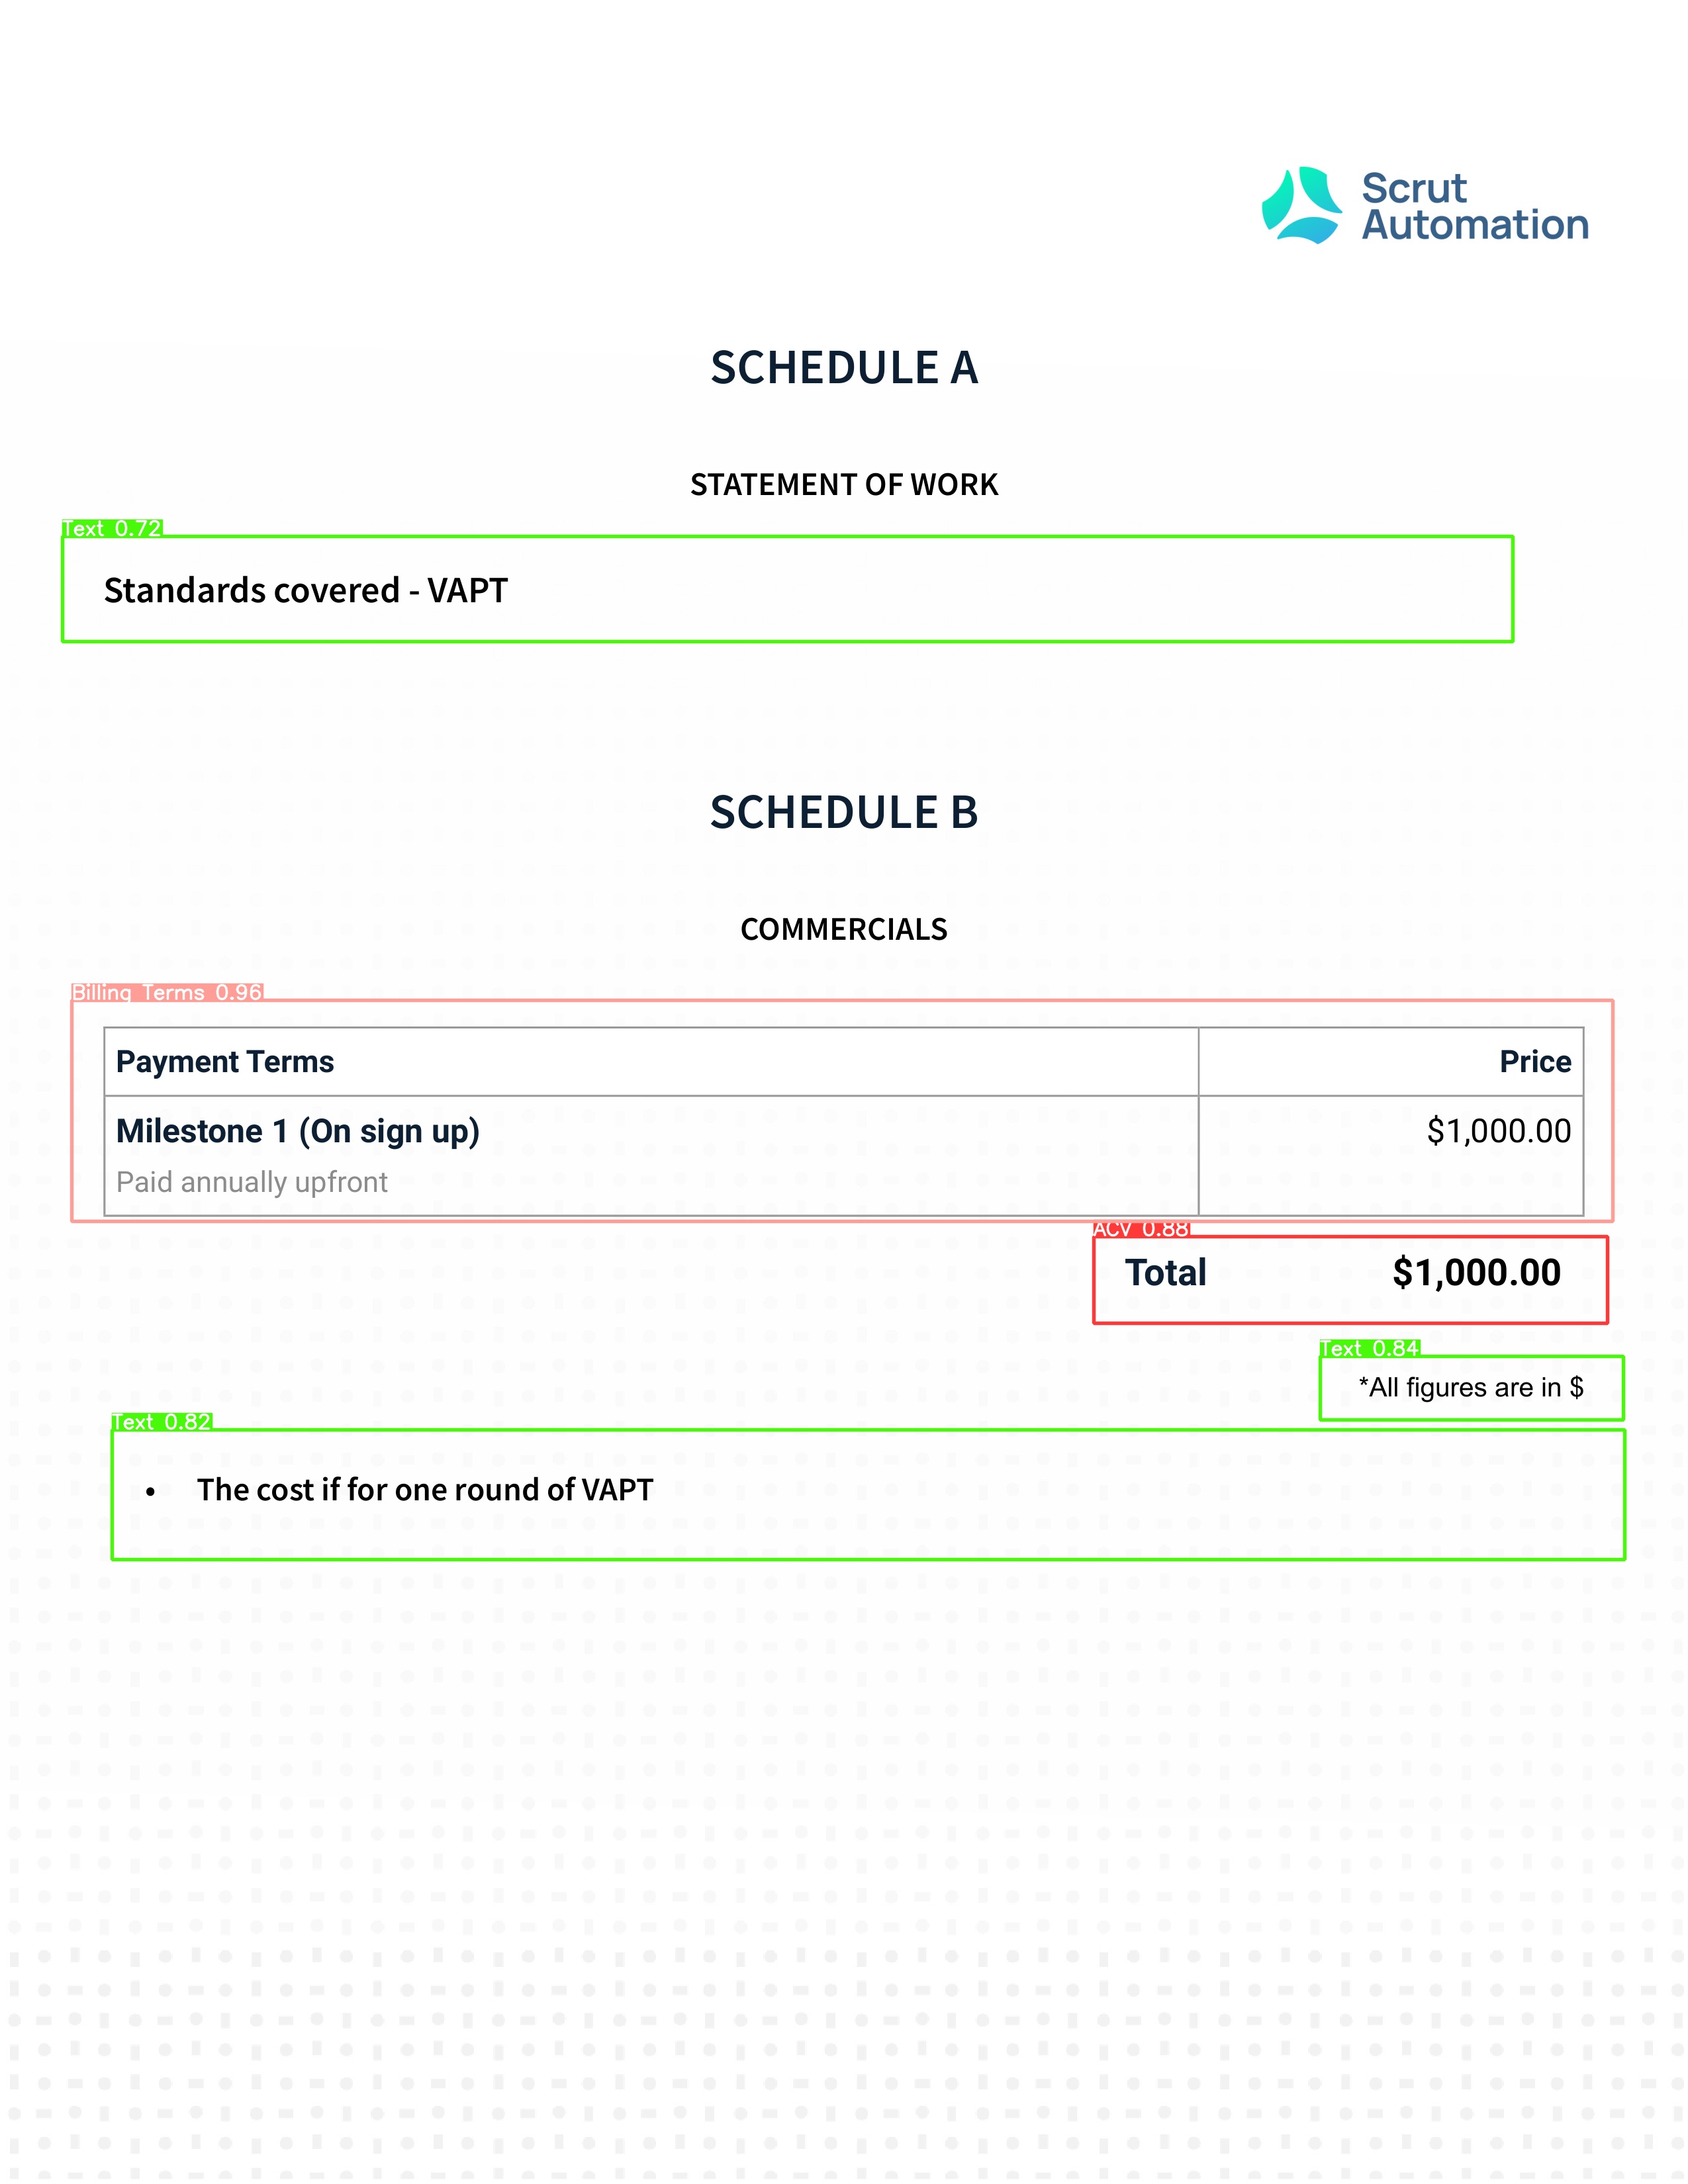 Scrut
Automation
SCHEDULE A
STATEMENT OF WORK
Text 0.72
Standards covered - VAPT
SCHEDULE B
COMMERCIALS
Billing Terms 0.96
Payment Terms Price
Milestone 1 (On sign up) $1,000.00
Paid annually upfront
ACV 0.88
Total $1,000.00
Text 0.84
*All figures are in $
Text 0.82
• The cost if for one round of VAPT